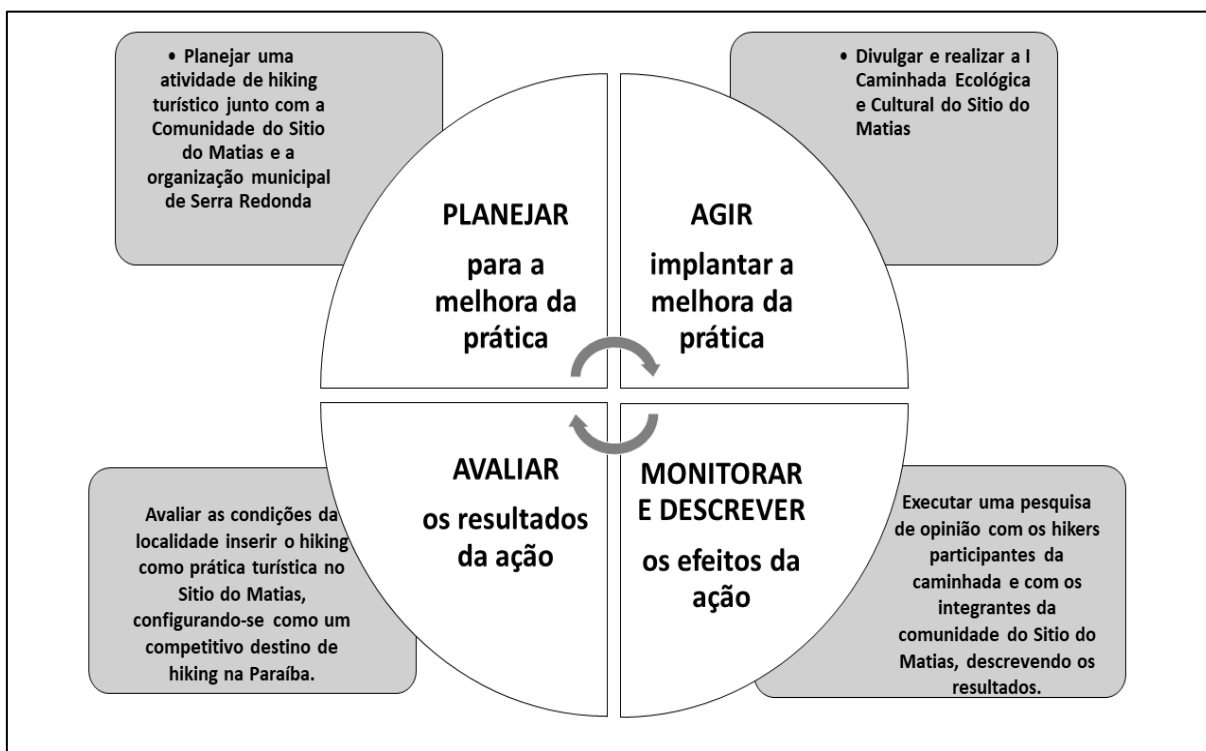 • Planejar uma
atividade de hiking
turístico junto com a
Comunidade do Sitio
do Matias e a
organização municipal
de Serra Redonda
• Divulgar e realizar a I
Caminhada Ecológica
e Cultural do Sitio do
Matias
PLANEJAR
para a
melhora da
prática
AGIR
implantar a
melhora da
prática
AVALIAR
os resultados
da ação
MONITORAR
E DESCREVER
os efeitos da
ação
Avaliar as condições da
localidade inserir o hiking
como prática turística no
Sitio do Matias,
configurando-se como um
competitivo destino de
hiking na Paraíba.
Executar uma pesquisa
de opinião com os hikers
participantes da
caminhada e com os
integrantes da
comunidade do Sitio do
Matias, descrevendo os
resultados.